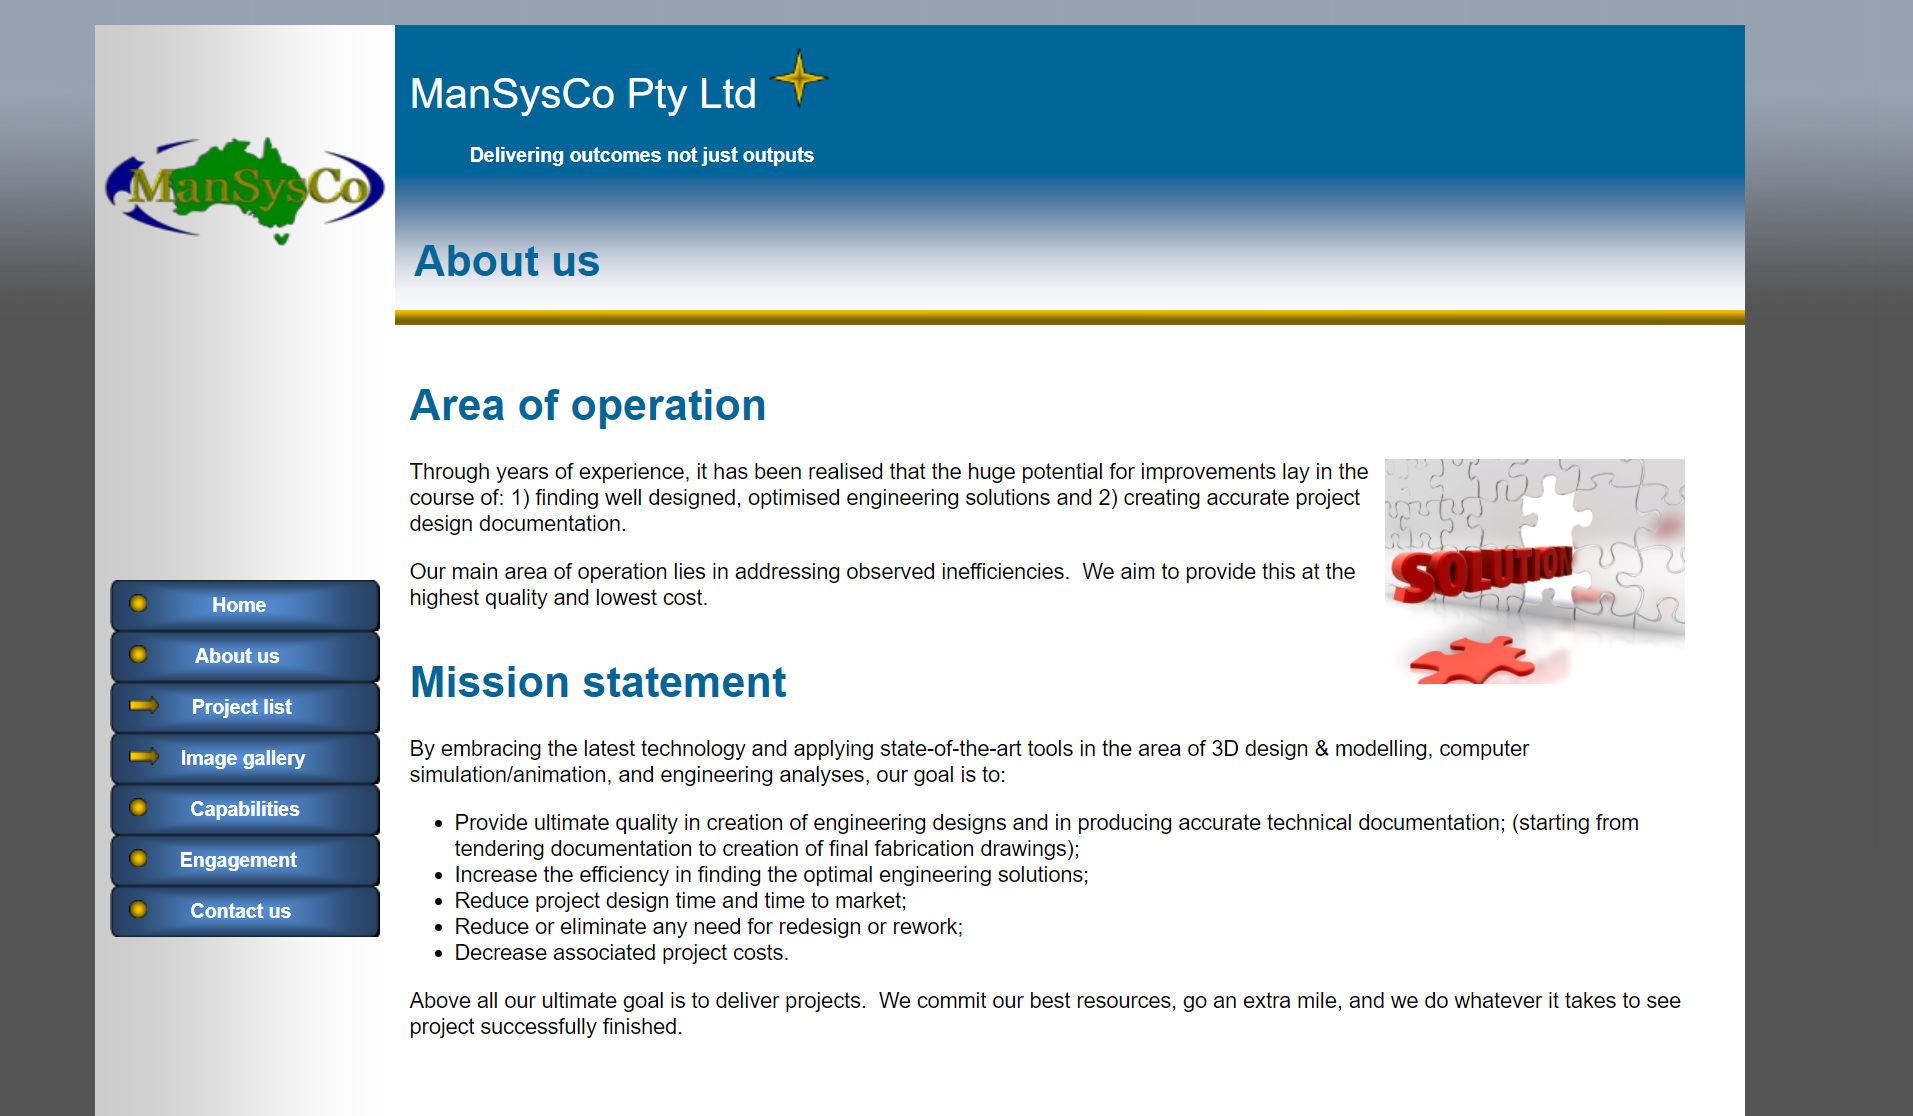 ManSysCo Pty Ltd
Delivering outcomes not just outputs
ManSysCo
About us
Home
About us
Project list
Image gallery
Capabilities
Engagement
Contact us
Area of operation
Through years of experience, it has been realised that the huge potential for improvements lay in the
course of: 1) finding well designed, optimised engineering solutions and 2) creating accurate project
design documentation.
Our main area of operation lies in addressing observed inefficiencies.  We aim to provide this at the
highest quality and lowest cost.
SOLUTION
Mission statement
By embracing the latest technology and applying state-of-the-art tools in the area of 3D design & modelling, computer
simulation/animation, and engineering analyses, our goal is to:
• Provide ultimate quality in creation of engineering designs and in producing accurate technical documentation; (starting from
tendering documentation to creation of final fabrication drawings);
• Increase the efficiency in finding the optimal engineering solutions;
• Reduce project design time and time to market;
• Reduce or eliminate any need for redesign or rework;
• Decrease associated project costs.
Above all our ultimate goal is to deliver projects.  We commit our best resources, go an extra mile, and we do whatever it takes to see
project successfully finished.